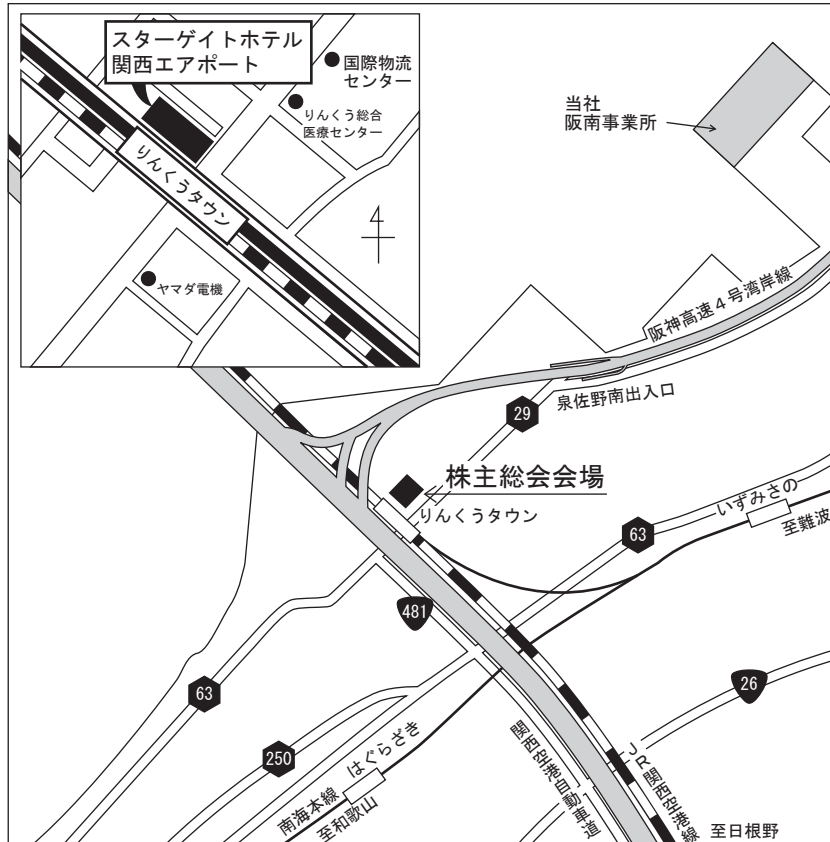 スターゲイトホテル
関西エアポート
国際物流
センター
りんくう総合
医療センター
りんくうタウン
ヤマダ電機
4
当社
阪南事業所
阪神高速４号湾岸線
泉佐野南出入口
29
株主総会会場
りんくうタウン
いずみさの
至難波
63
481
63
26
250
はぐらざき
南海本線
至和歌山
関西空港自動車道
ＪＲ関西空港線
至日根野